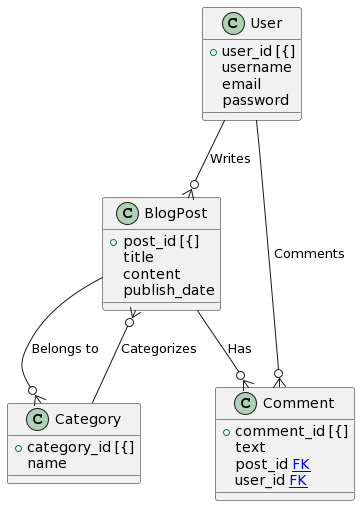 C User
user_id [{]
username
email
password
Writes
C BlogPost
post_id [{]
title
content
publish_date
Comments
Belongs to
Categorizes
Has
C Category
category_id [{]
name
C Comment
comment_id [{]
text
post_id FK
user_id FK